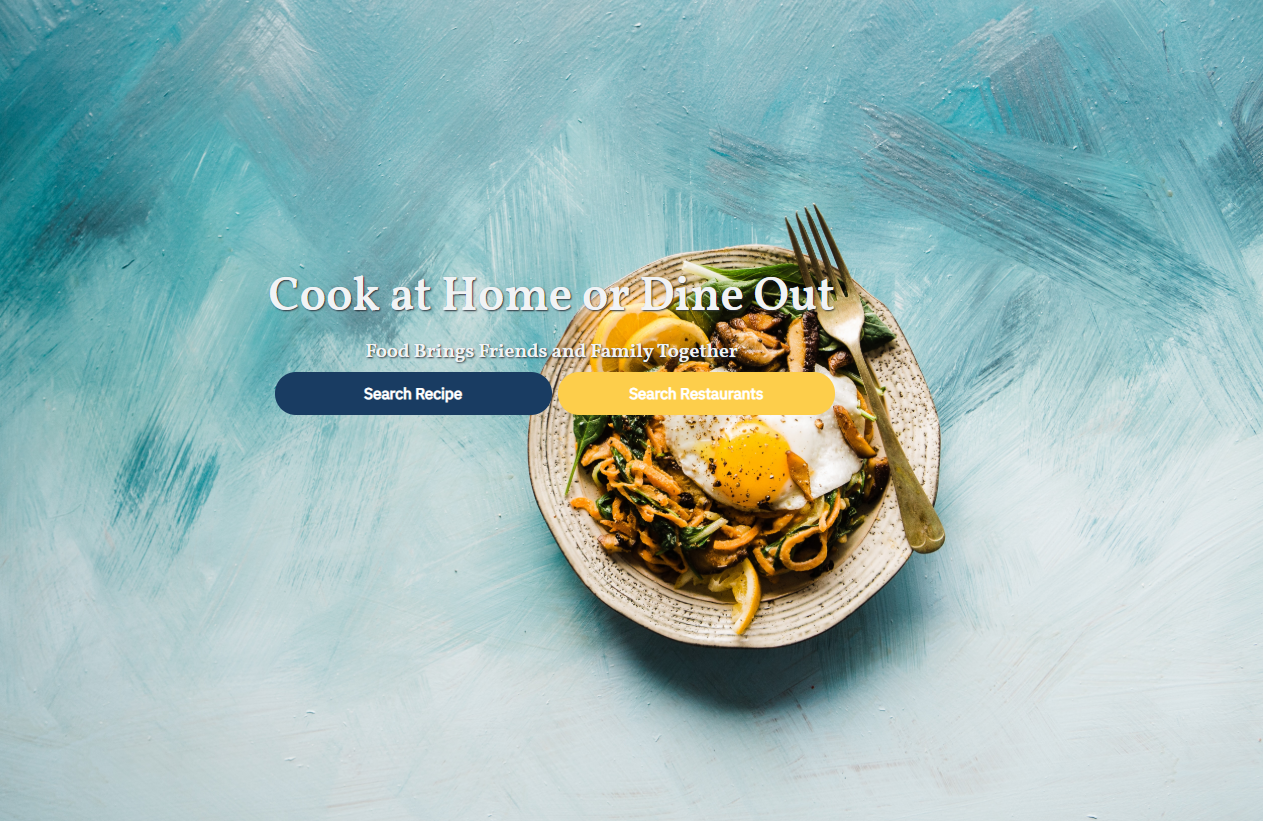 Cook at Home or Dine Out
Food Brings Friends and Family Together
Search Recipe
Search Restaurants